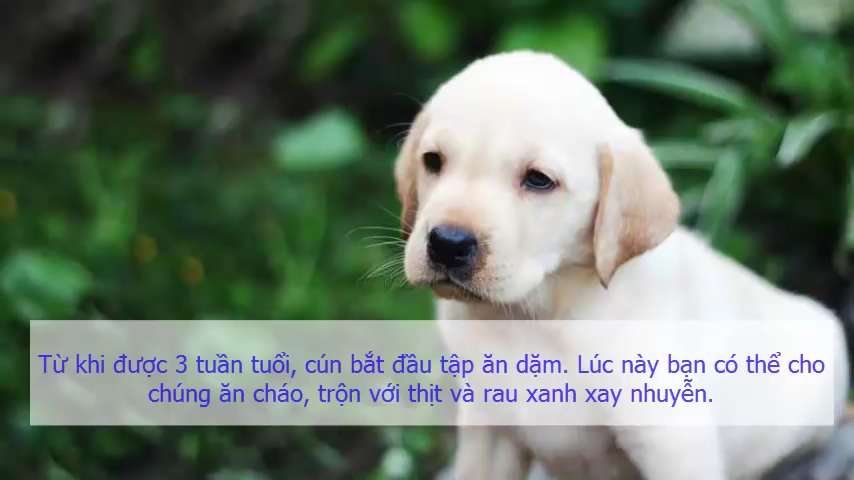 Từ khi được 3 tuần tuổi, cún bắt đầu tập ăn dặm. Lúc này bạn có thể cho
chúng ăn cháo, trộn với thịt và rau xanh xay nhuyễn.